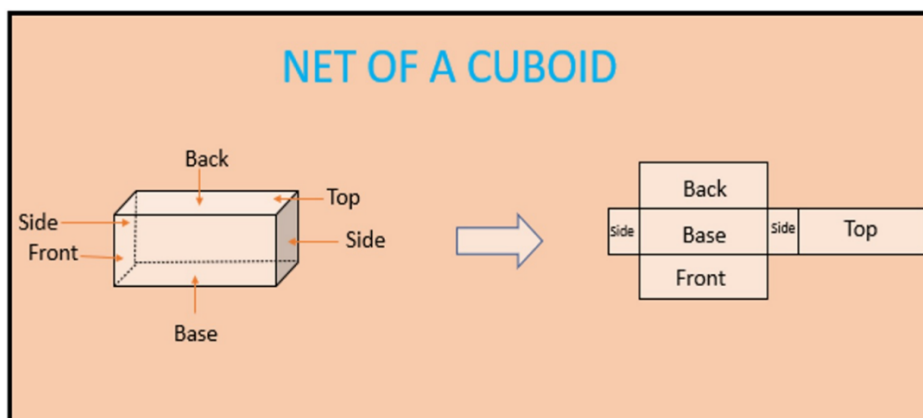 NET OF A CUBOID
Back
Top
Side
Side
Front
Base
Back
Side
Base
Side
Top
Front